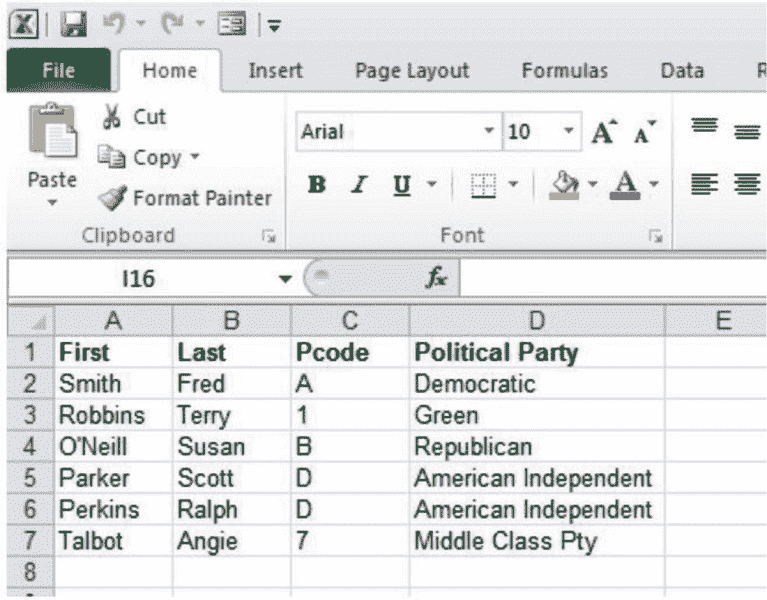 File Home Insert Page Layout Formulas Data
Cut
Arial 10 A A
Copy
Paste
B I U A
Format Painter
Clipboard Font
I16 fx
A B C D E
1 First Last Pcode Political Party
2 Smith Fred A Democratic
3 Robbins Terry 1 Green
4 O'Neill Susan B Republican
5 Parker Scott D American Independent
6 Perkins Ralph D American Independent
7 Talbot Angie 7 Middle Class Pty
8